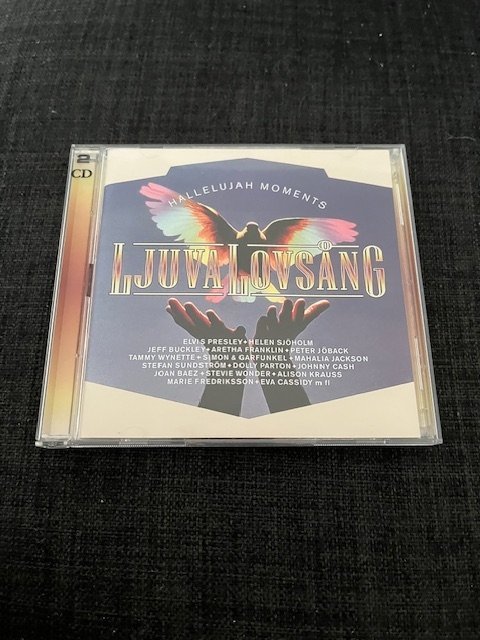 2
CD
HALLELUJAH MOMENTS
LJUVA LOVSÅNG
ELVIS PRESLEY + HELEN SJÖHOLM
JEFF BUCKLEY + ARETHA FRANKLIN + PETER JÖBACK
TAMMY WYNETTE + SIMON & GARFUNKEL + MAHALIA JACKSON
STEFAN SUNDSTRÖM + DOLLY PARTON + JOHNNY CASH
JOAN BAEZ + STEVIE WONDER + ALISON KRAUSS
MARIE FREDRIKSSON + EVA CASSIDY m fl